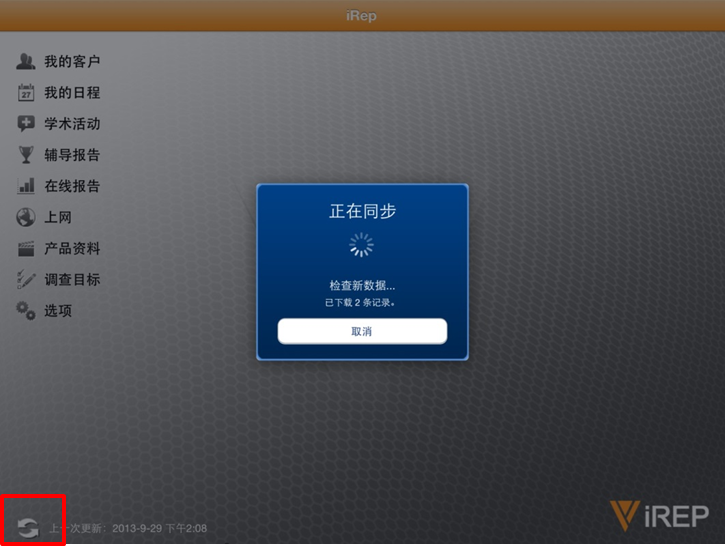 iRep
我的客户
27
我的日程
学术活动
辅导报告
在线报告
上网
产品资料
调查目标
选项
正在同步
检查新数据...
已下载 2 条记录。
取消
上一次更新: 2013-9-29 下午2:08
iREP